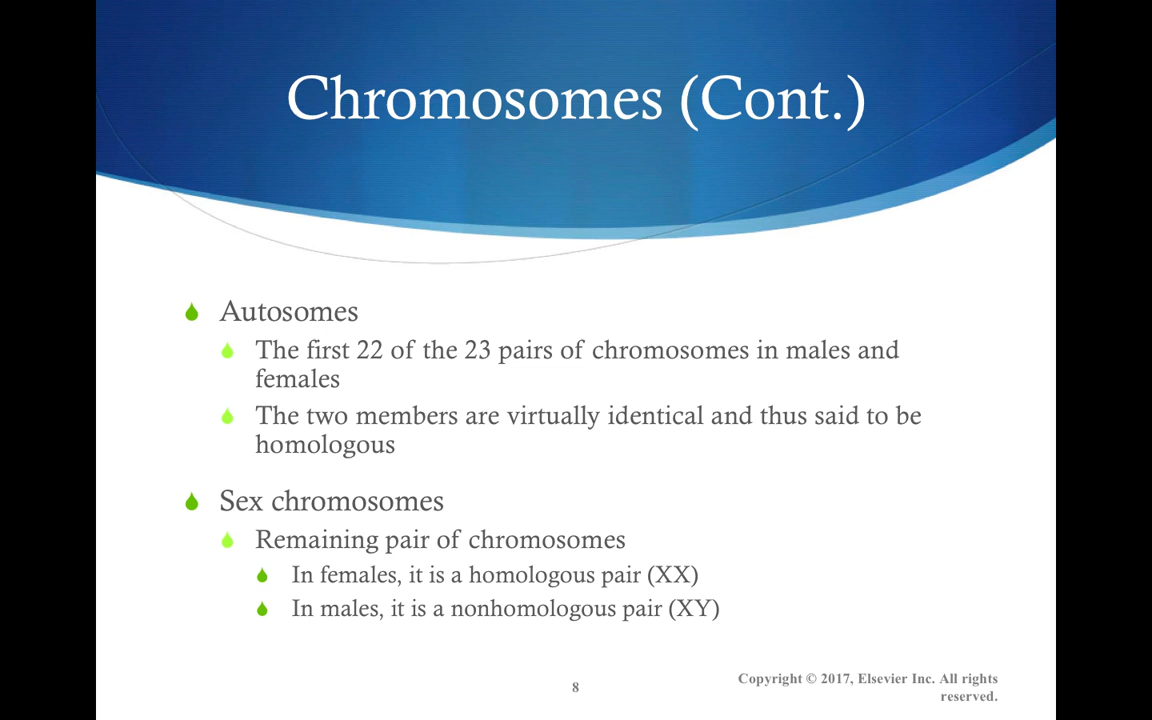 Chromosomes (Cont.)
Autosomes
The first 22 of the 23 pairs of chromosomes in males and
females
The two members are virtually identical and thus said to be
homologous
Sex chromosomes
Remaining pair of chromosomes
In females, it is a homologous pair (XX)
In males, it is a nonhomologous pair (XY)
8
Copyright © 2017, Elsevier Inc. All rights
reserved.